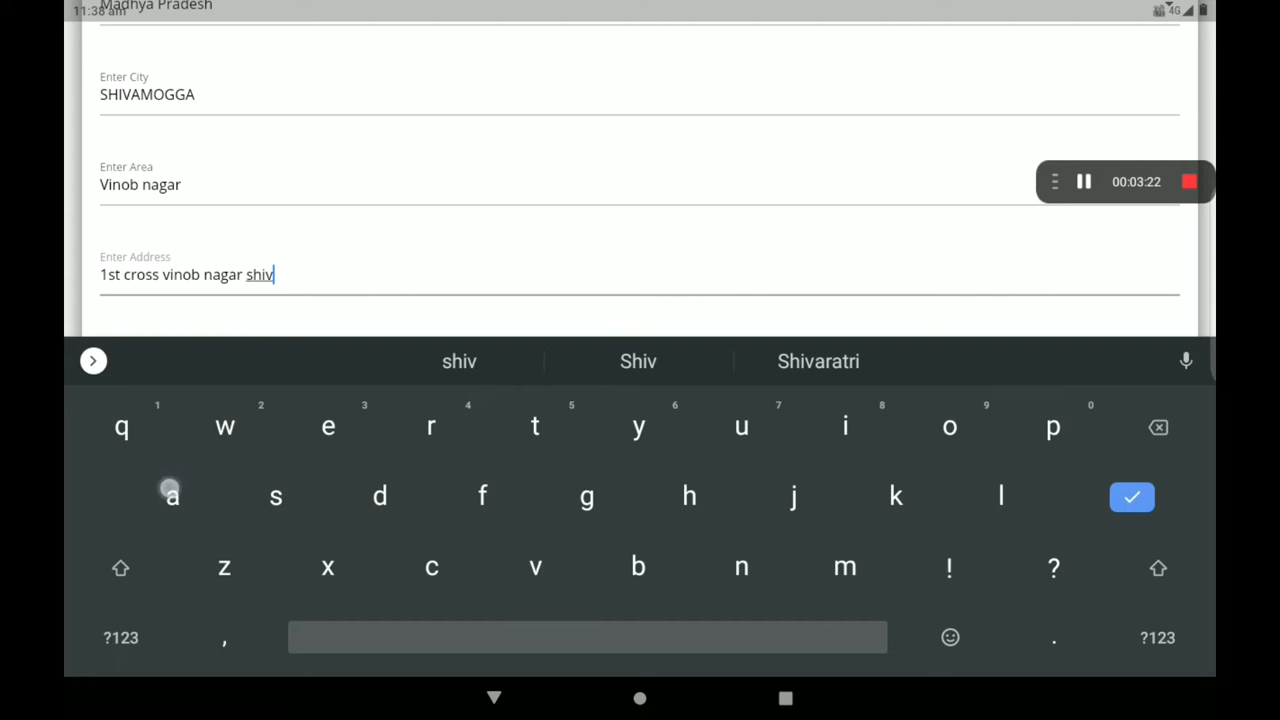 Madhya Pradesh
11:38 am
4G
Enter City
SHIVAMOGGA
Enter Area
Vinob nagar
00:03:22
Enter Address
1st cross vinob nagar shiv
shiv Shiv Shivaratri
1 2 3 4 5 6 7 8 9 0
q w e r t y u i o p
a s d f g h j k l
z x c v b n m ! ?
?123 , . ?123